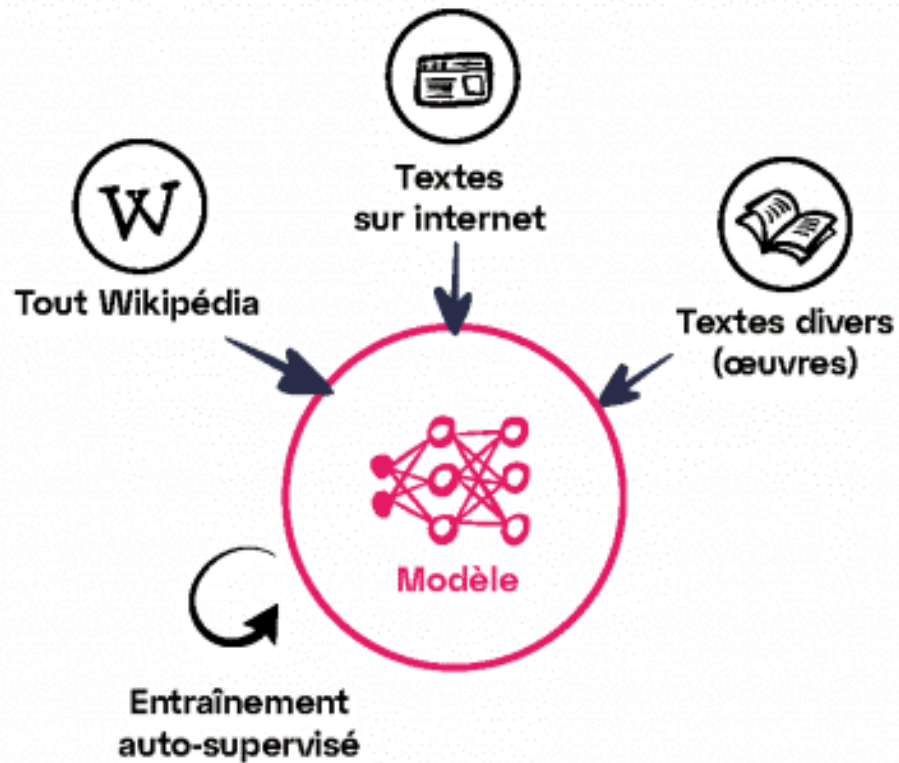 Textes
sur internet
W
Tout Wikipédia
Textes divers
(œuvres)
Modèle
Entraînement
auto-supervisé